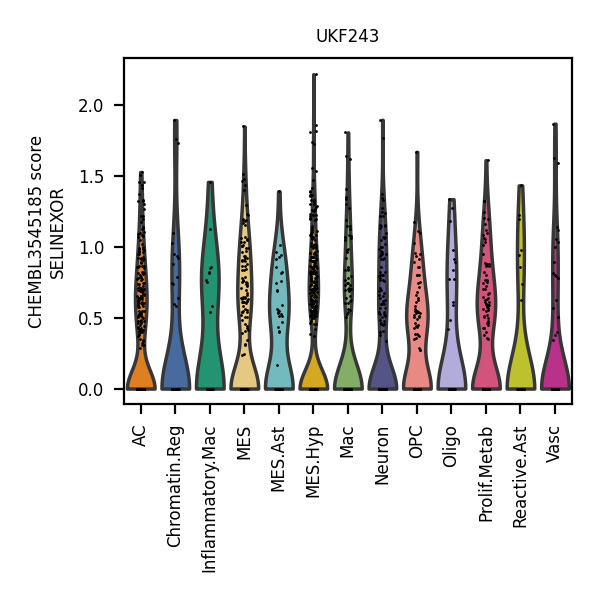 UKF243
CHEMBL3545185 score
SELINEXOR
2.0
1.5
1.0
0.5
0.0
AC
Chromatin.Reg
Inflammatory.Mac
MES
MES.Ast
MES.Hyp
Mac
Neuron
OPC
Oligo
Prolif.Metab
Reactive.Ast
Vasc